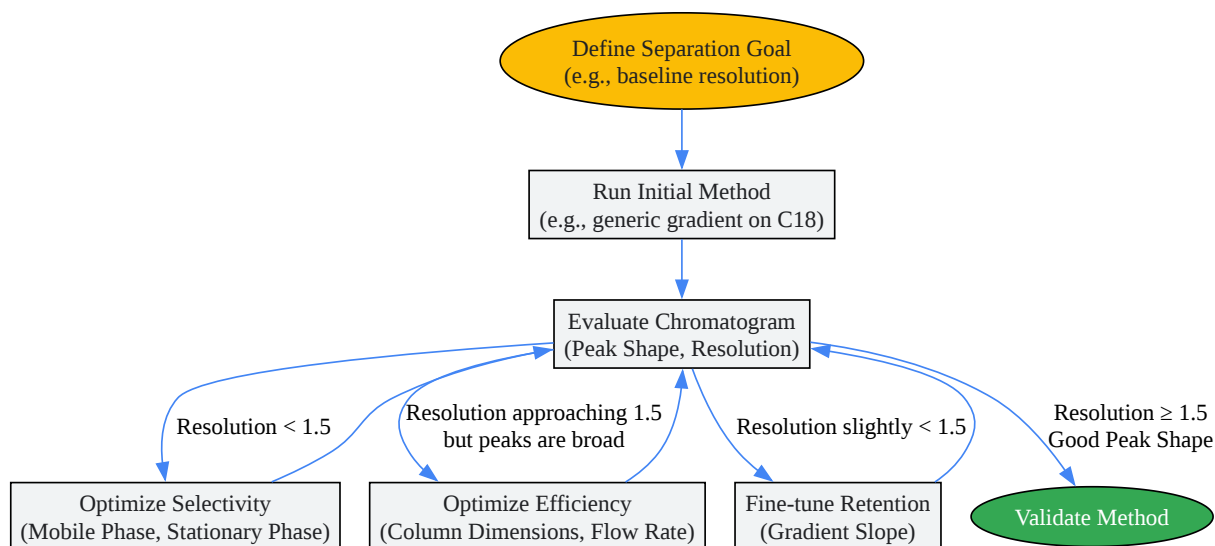 Define Separation Goal
(e.g., baseline resolution)
Run Initial Method
(e.g., generic gradient on C18)
Evaluate Chromatogram
(Peak Shape, Resolution)
Resolution < 1.5
Resolution approaching 1.5
but peaks are broad
Resolution slightly < 1.5
Resolution ≥ 1.5
Good Peak Shape
Optimize Selectivity
(Mobile Phase, Stationary Phase)
Optimize Efficiency
(Column Dimensions, Flow Rate)
Fine-tune Retention
(Gradient Slope)
Validate Method